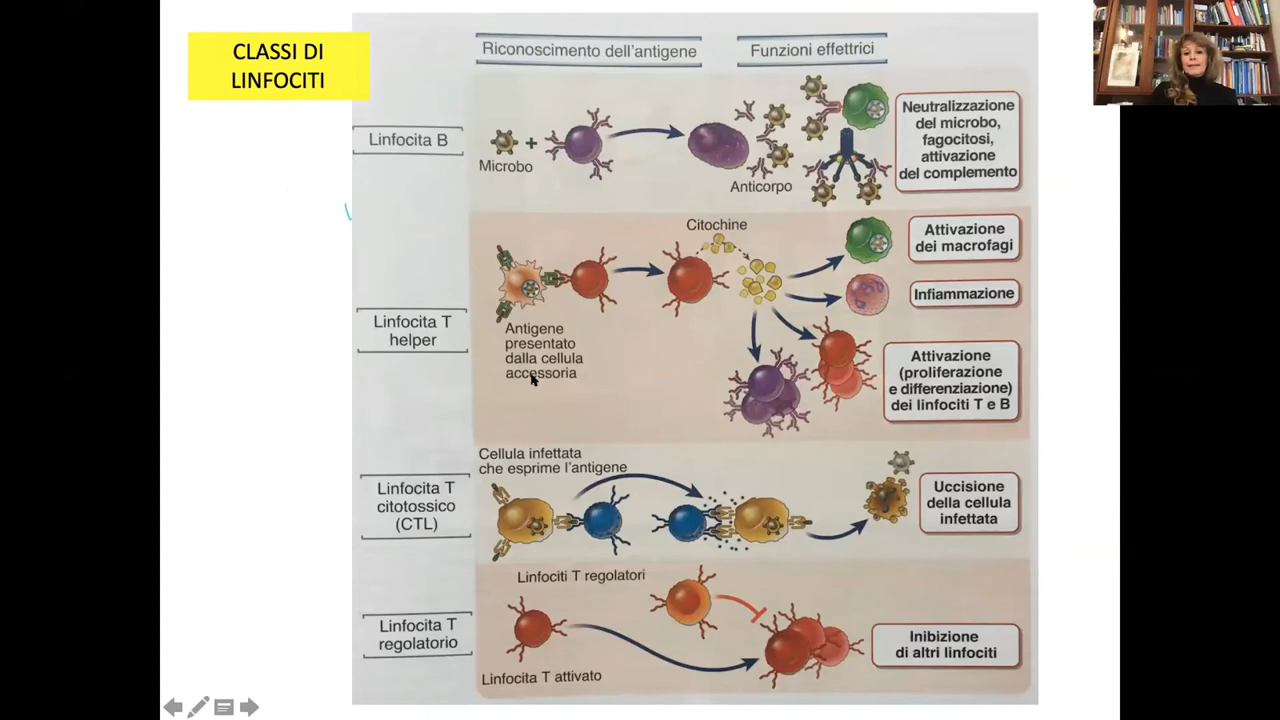 CLASSI DI
LINFOCITI
Riconoscimento dell'antigene
Funzioni effettrici
Linfocita B
Microbo
Anticorpo
Neutralizzazione
del microbo,
fagocitosi,
attivazione
del complemento
Linfocita T
helper
Antigene
presentato
dalla cellula
accessoria
Citochine
Attivazione
dei macrofagi
Infiammazione
Attivazione
(proliferazione
e differenziazione)
dei linfociti T e B
Linfocita T
citotossico
(CTL)
Cellula infettata
che esprime l'antigene
Uccisione
della cellula
infettata
Linfocita T
regolatorio
Linfociti T regolatori
Linfocita T attivato
Inibizione
di altri linfociti